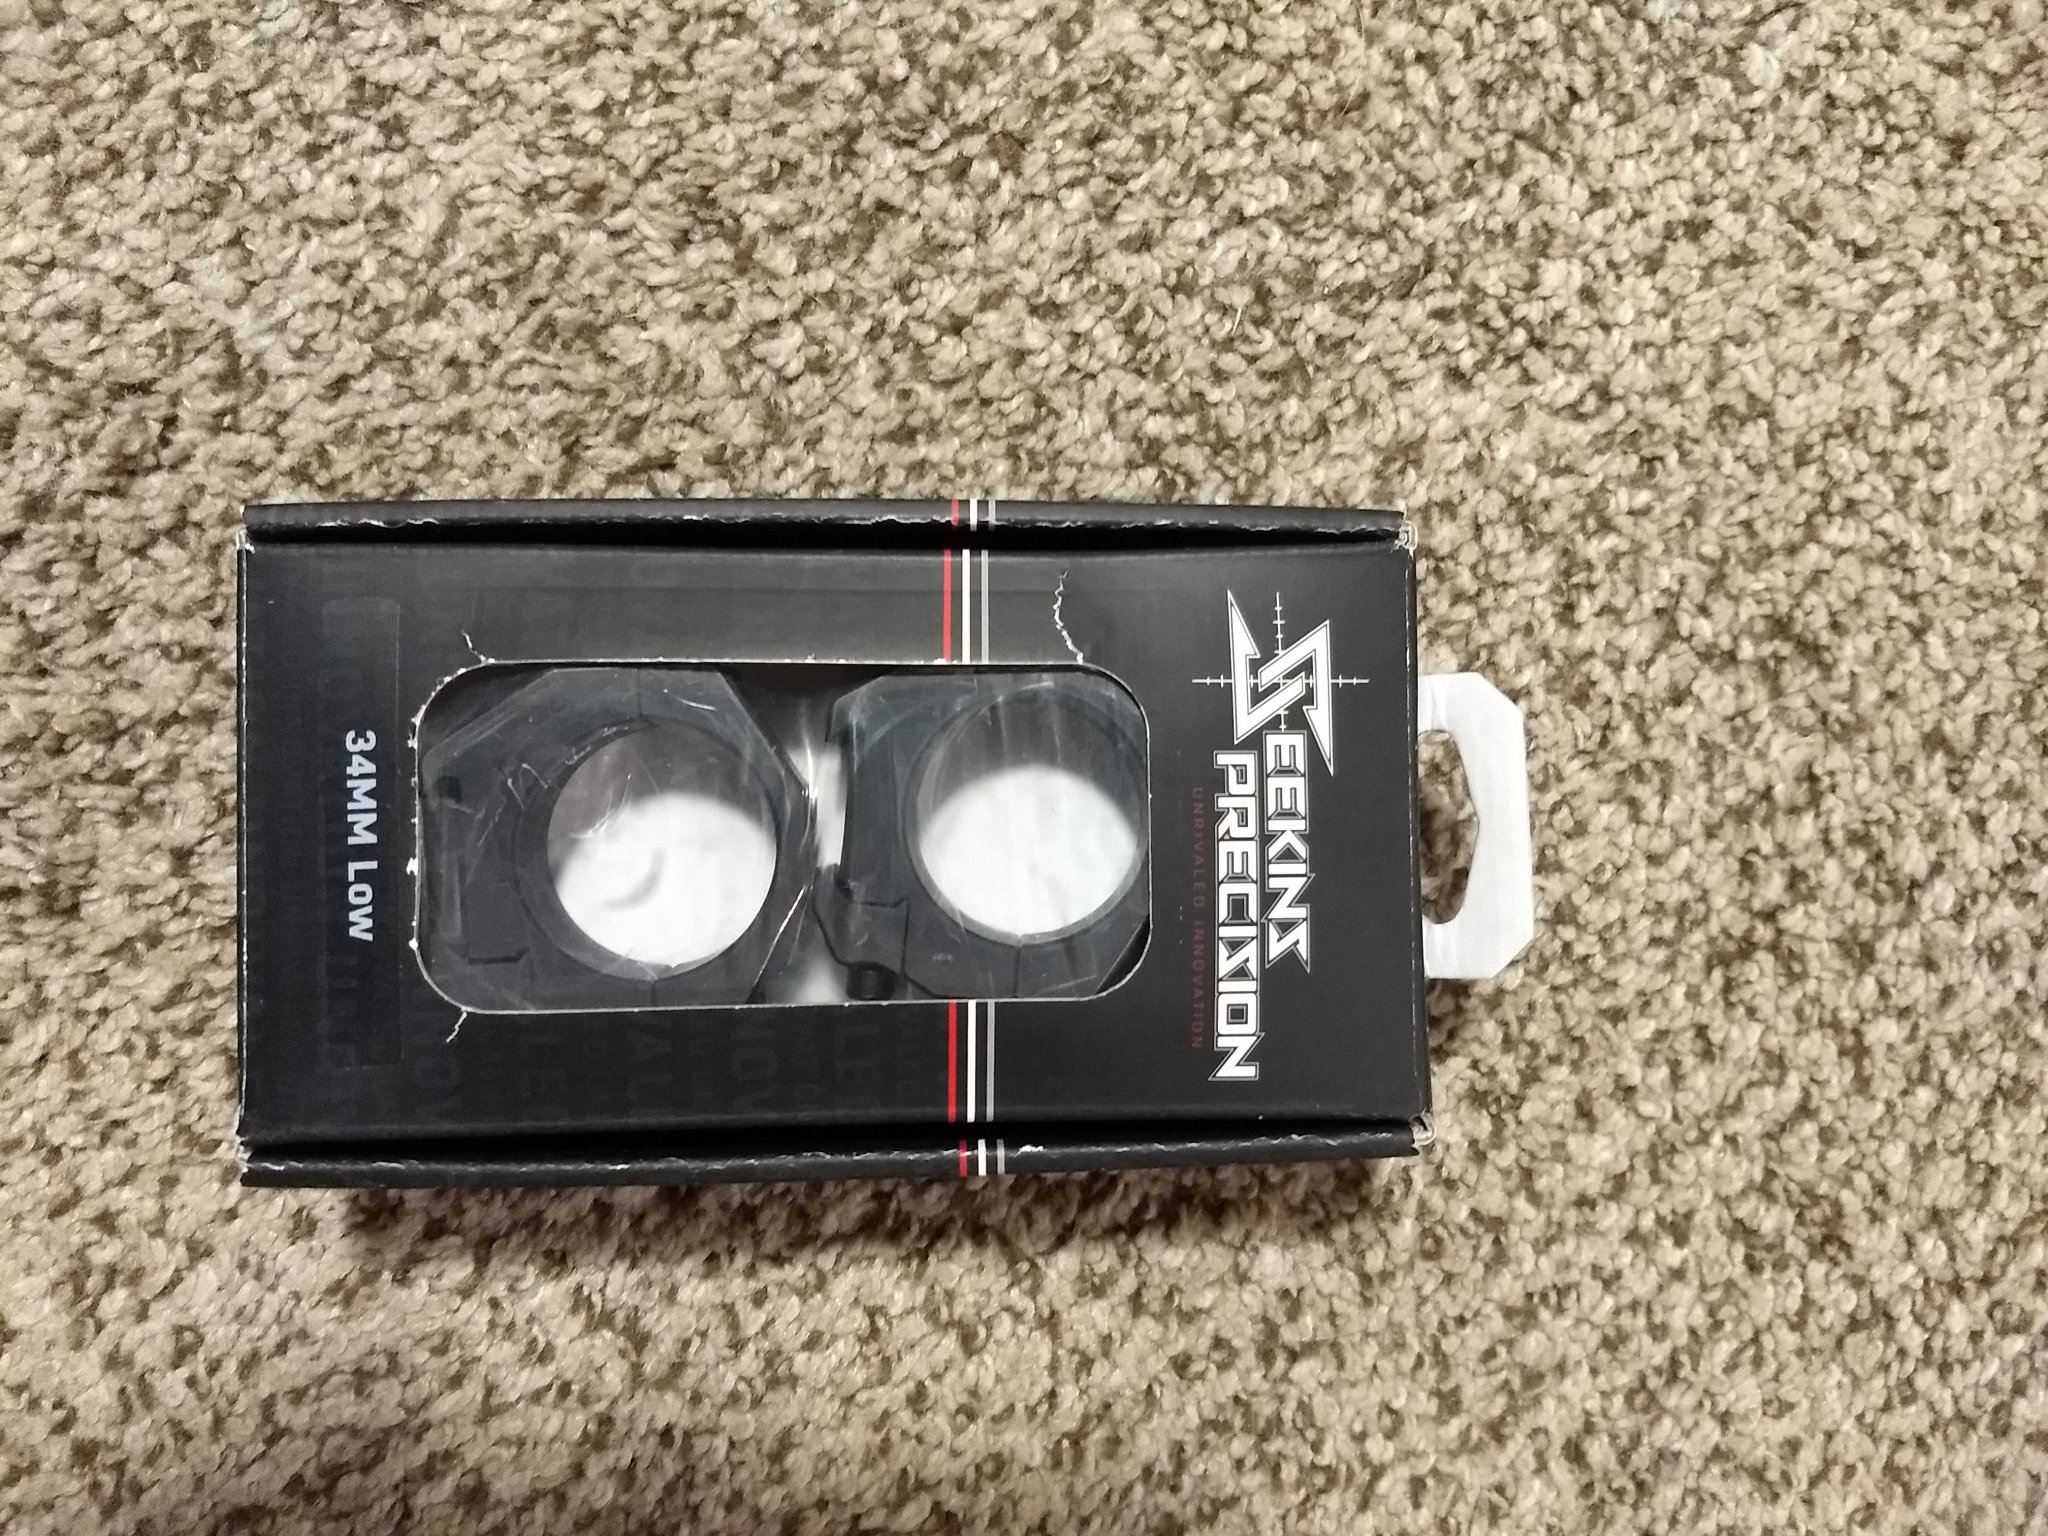 SEEKINS
PRECISION
UNRIVALED INNOVATION
34MM LOW